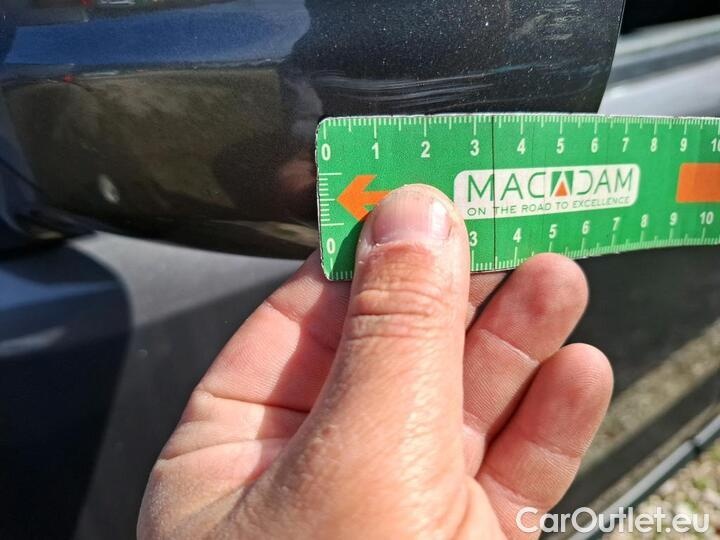 0 1 2 3 4 5 6 7 8 9 10
MACADAM
ON THE ROAD TO EXCELLENCE
0 3 4 5 6 7 8 9 10
CarOutlet.eu